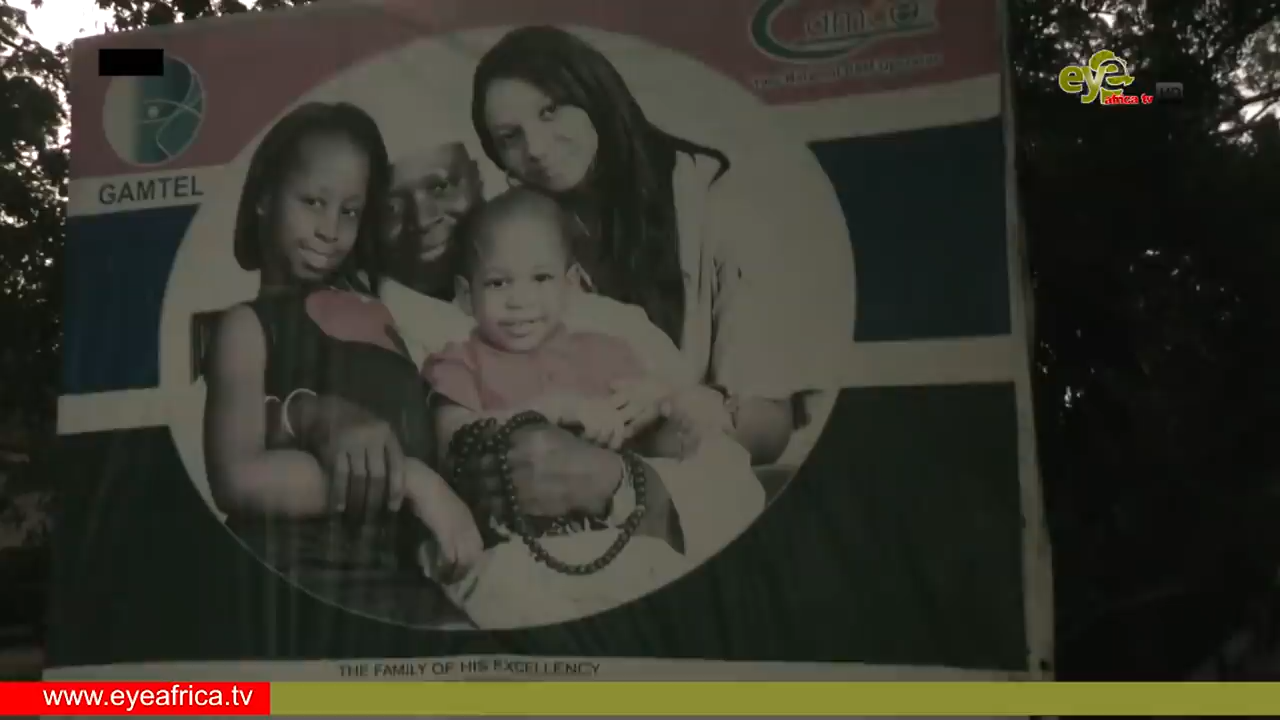 GAMTEL
eye
africa tv HD
THE FAMILY OF HIS EXCELLENCY
www.eyeafrica.tv